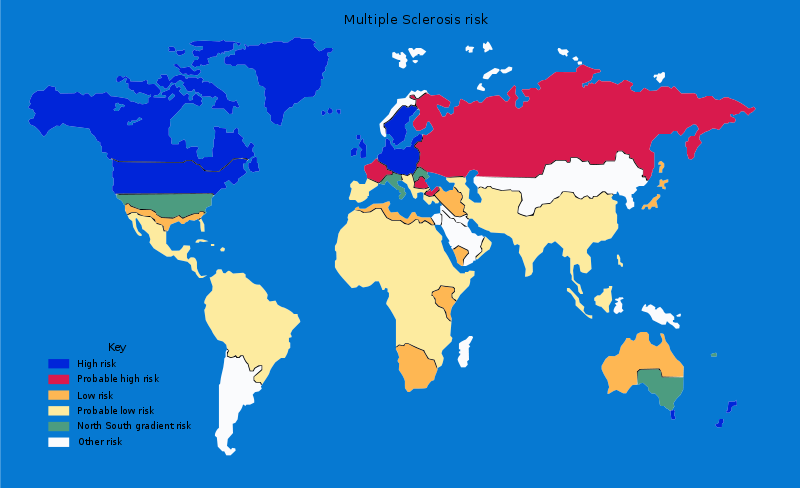 Multiple Sclerosis risk
Key
High risk
Probable high risk
Low risk
Probable low risk
North South gradient risk
Other risk